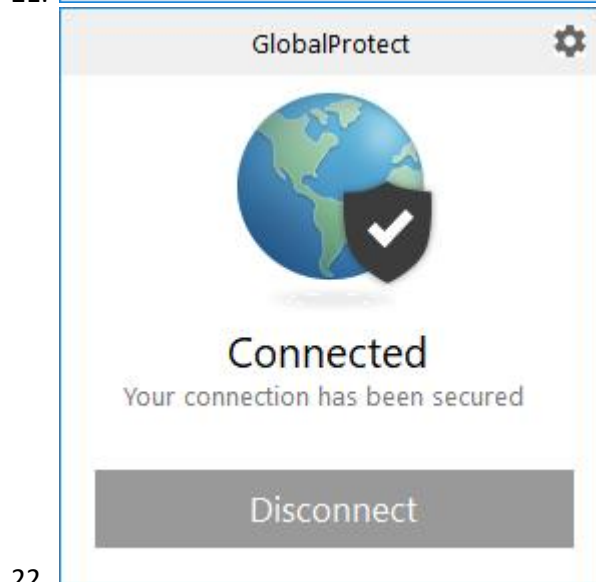 21.
GlobalProtect
Connected
Your connection has been secured
Disconnect
22.